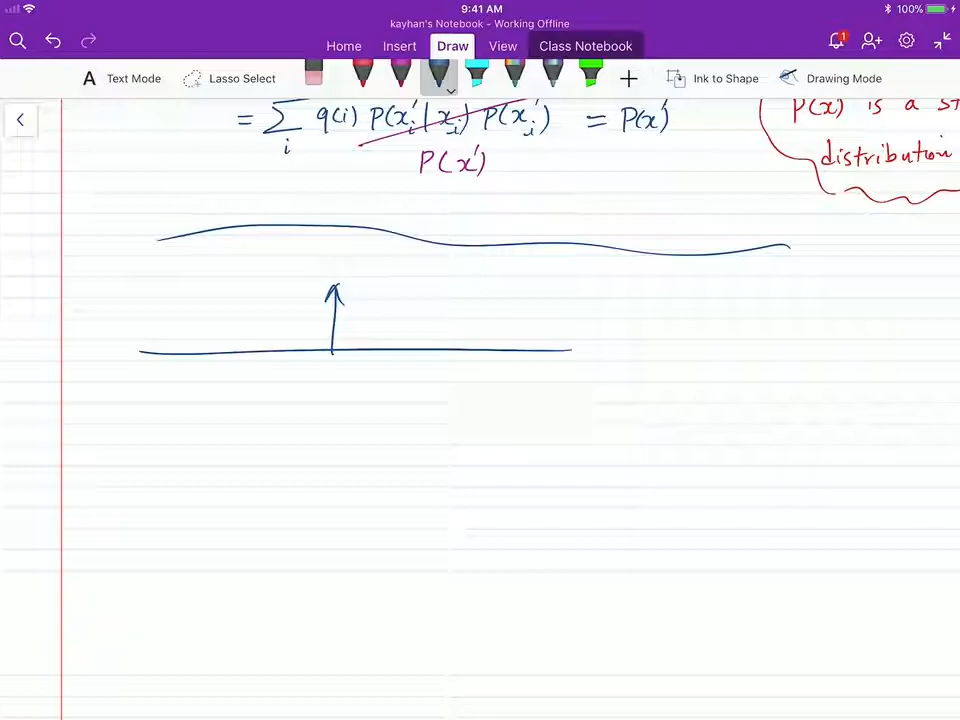 9:41 AM
100%
kayhan's Notebook - Working Offline
Home Insert Draw View Class Notebook
1
A Text Mode Lasso Select Ink to Shape Drawing Mode
= ∑ᵢ q(i) P(xᵢ'|x₋ᵢ) P(x₋ᵢ') = P(x')
P(x')
P(x) is a st
distribution